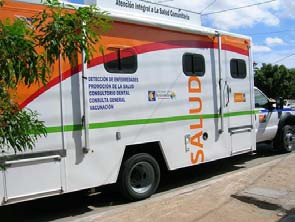 Atención Integral a La Salud Comunitaria
DETECCIÓN DE ENFERMEDADES
PROMOCIÓN DE LA SALUD
CONSULTORIO DENTAL
CONSULTA GENERAL
VACUNACIÓN
SALUD